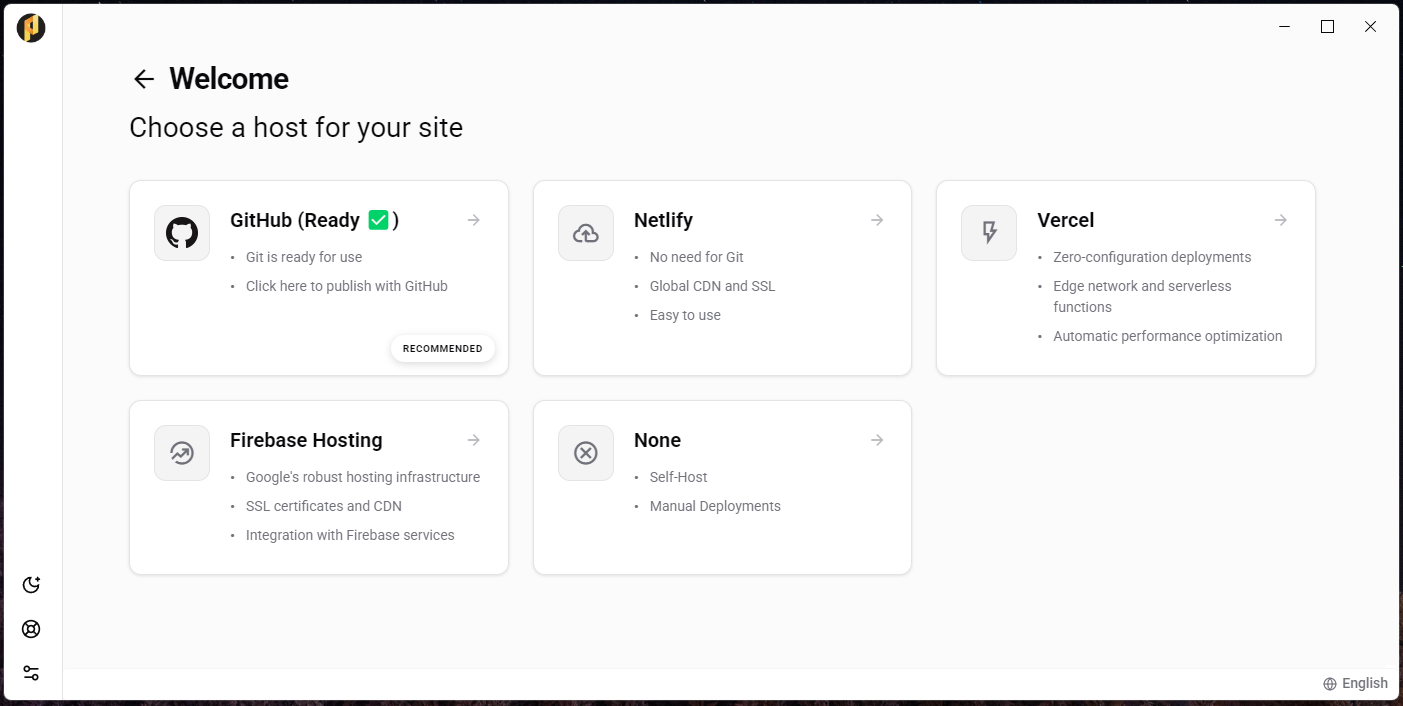 Welcome
Choose a host for your site
GitHub (Ready ✅ )
• Git is ready for use
• Click here to publish with GitHub
RECOMMENDED
Netlify
• No need for Git
• Global CDN and SSL
• Easy to use
Vercel
• Zero-configuration deployments
• Edge network and serverless
functions
• Automatic performance optimization
Firebase Hosting
• Google's robust hosting infrastructure
• SSL certificates and CDN
• Integration with Firebase services
None
• Self-Host
• Manual Deployments
English